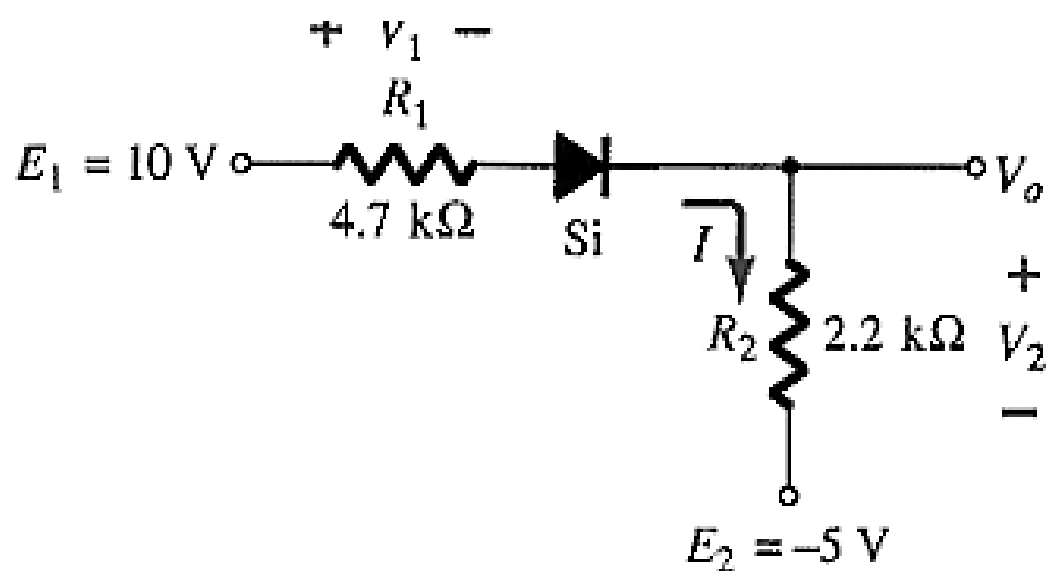 + V₁ −
R₁
E₁ = 10 V
4.7 kΩ
Si
I
Vₒ
+
R₂
2.2 kΩ
V₂
−
E₂ = −5 V